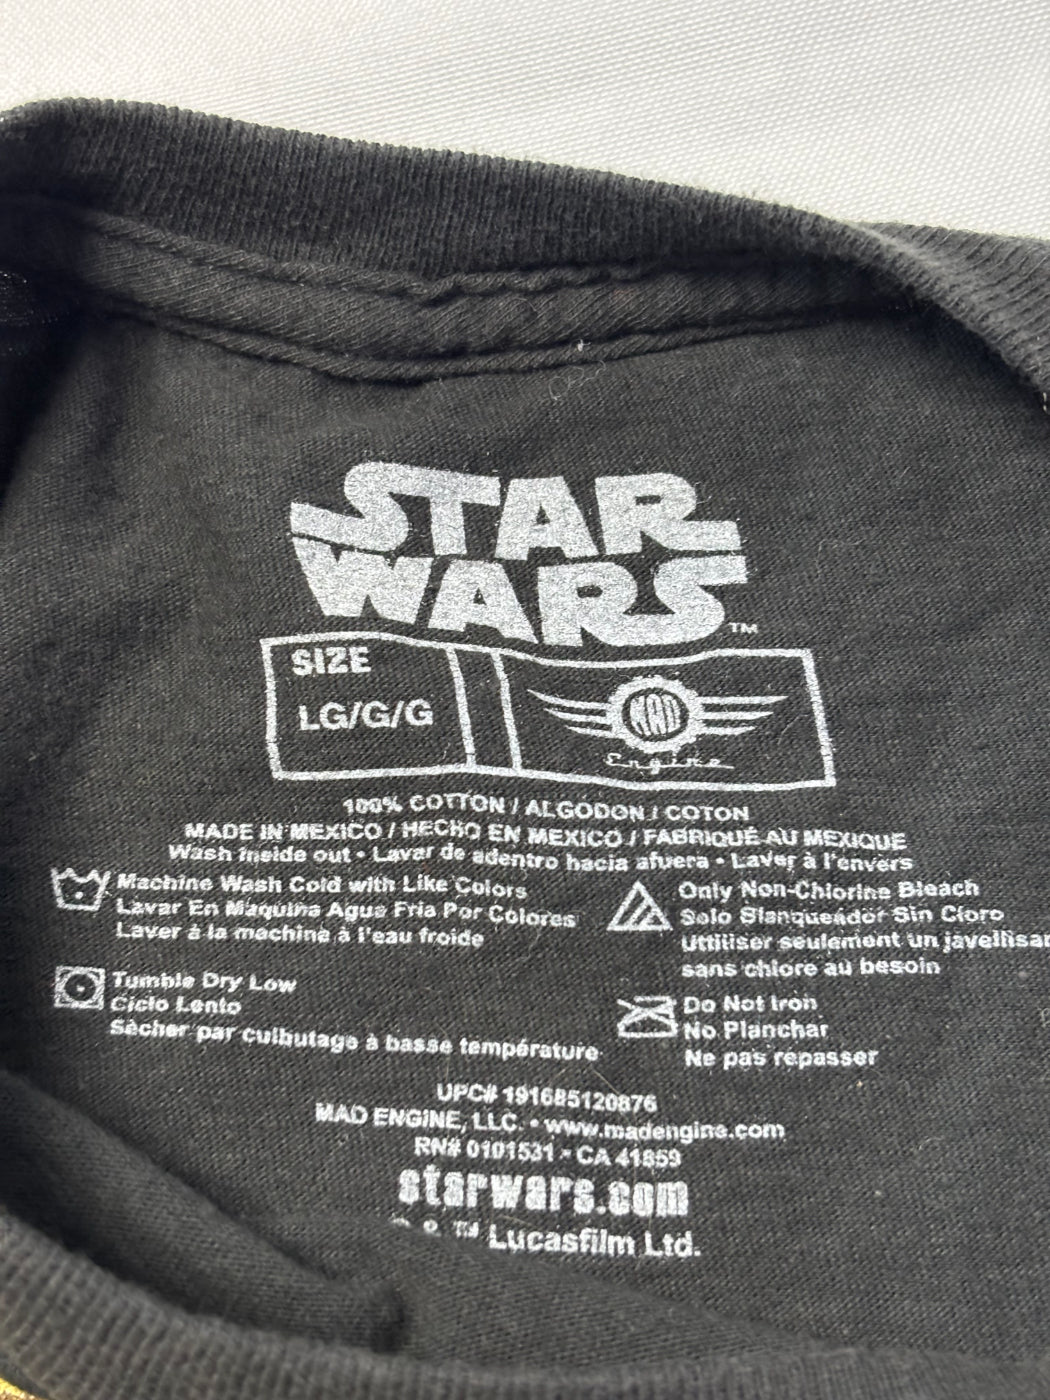 STAR
WARS™
SIZE
LG/G/G
MAD
Engine
100% COTTON / ALGODON / COTON
MADE IN MEXICO / HECHO EN MEXICO / FABRIQUÉ AU MEXIQUE
Wash inside out • Lavar de adentro hacia afuera • Laver à l'envers
Machine Wash Cold with Like Colors
Lavar En Maquina Agua Fria Por Colores
Laver à la machine à l'eau froide
Only Non-Chlorine Bleach
Solo Blanqueador Sin Cloro
Uttiliser seulement un javellisan
sans chlore au besoin
Tumble Dry Low
Ciclo Lento
Sècher par culbutage à basse température
Do Not Iron
No Planchar
Ne pas repasser
UPC# 191685120876
MAD ENGINE, LLC. • www.madengine.com
RN# 0101531 • CA 41859
starwars.com
© & TM Lucasfilm Ltd.